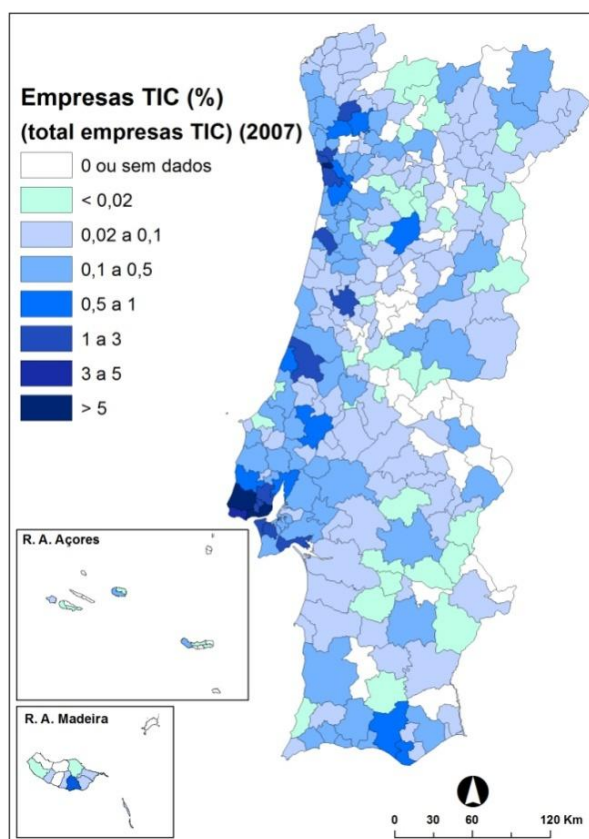 Empresas TIC (%)
(total empresas TIC) (2007)
0 ou sem dados
< 0,02
0,02 a 0,1
0,1 a 0,5
0,5 a 1
1 a 3
3 a 5
> 5
R. A. Açores
R. A. Madeira
0 30 60 120 Km